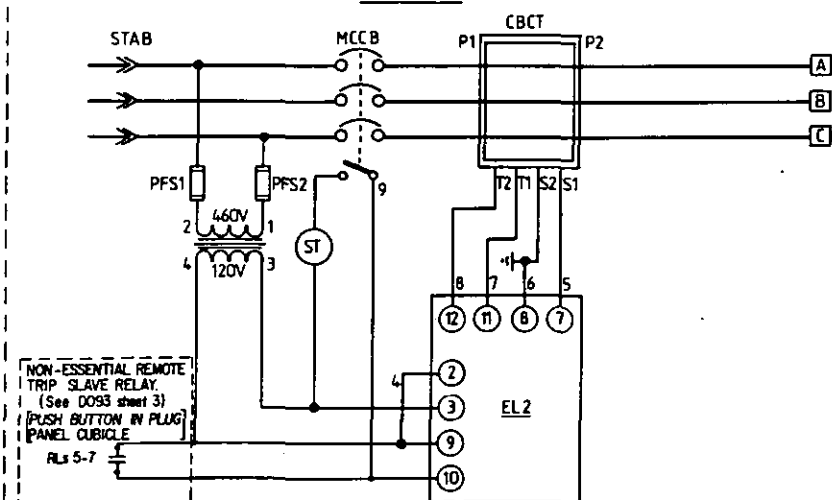 STAB
MCCB
CBCT
P1
P2
A
B
C
PFS1
PFS2
9
T2
T1
S2
S1
2
460V
1
4
120V
3
ST
8
7
6
5
12
11
8
7
2
4
3
EL2
9
10
NON-ESSENTIAL REMOTE
TRIP SLAVE RELAY.
(See D093 sheet 3)
[PUSH BUTTON IN PLUG]
PANEL CUBICLE
RLs 5-7